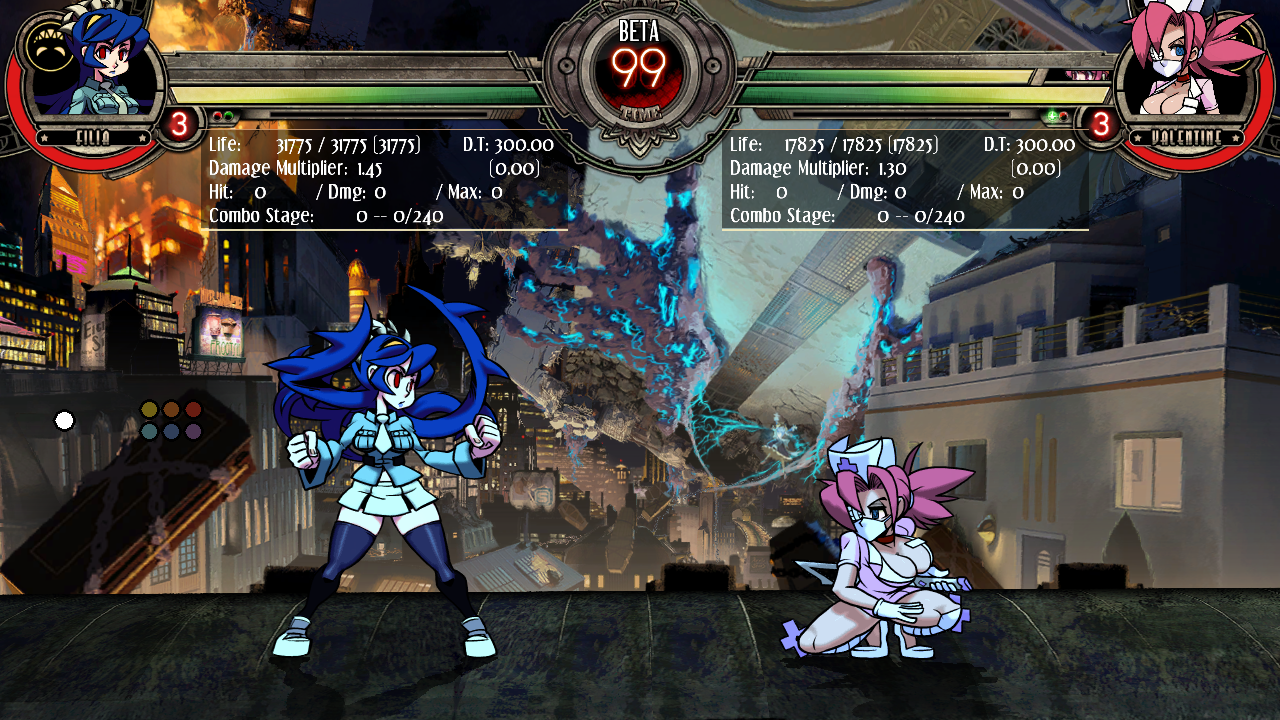 BETA
99
TIME
3
3
FILIA
VALENTINE
Life: 31775 / 31775 (31775) D.T: 300.00
Damage Multiplier: 1.45 (0.00)
Hit: 0 / Dmg: 0 / Max: 0
Combo Stage: 0 -- 0/240
Life: 17825 / 17825 (17825) D.T: 300.00
Damage Multiplier: 1.30 (0.00)
Hit: 0 / Dmg: 0 / Max: 0
Combo Stage: 0 -- 0/240